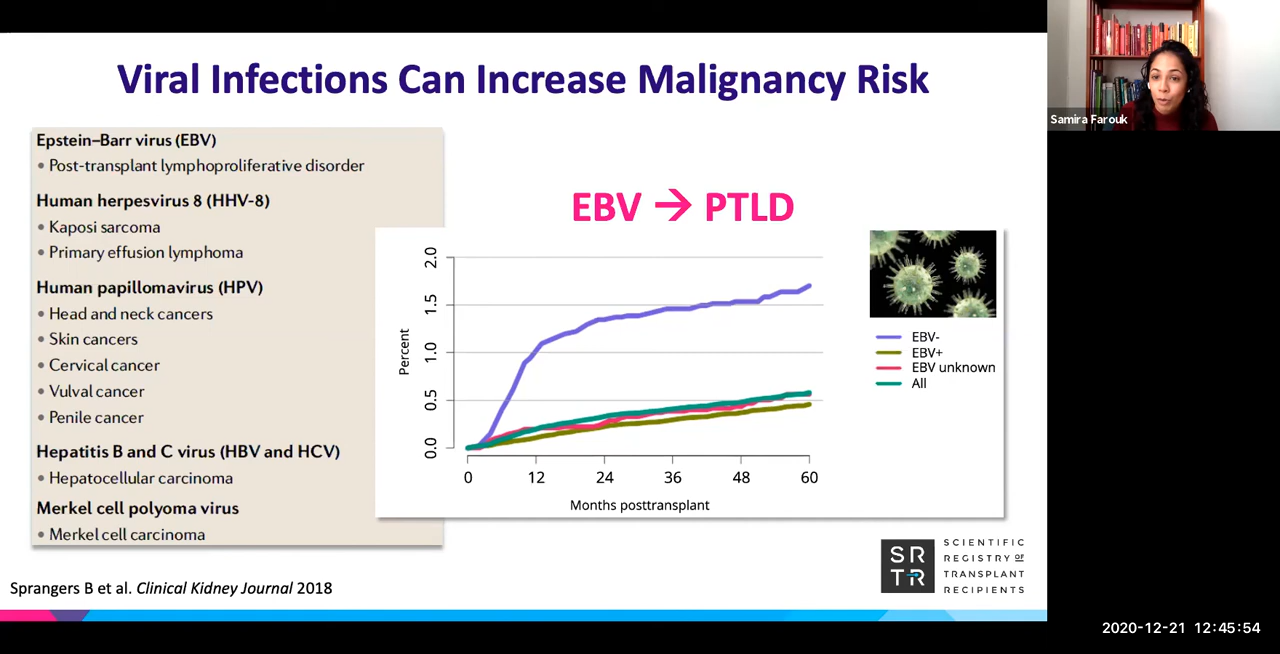 Viral Infections Can Increase Malignancy Risk
Samira Farouk
Epstein–Barr virus (EBV)
• Post-transplant lymphoproliferative disorder
Human herpesvirus 8 (HHV-8)
• Kaposi sarcoma
• Primary effusion lymphoma
Human papillomavirus (HPV)
• Head and neck cancers
• Skin cancers
• Cervical cancer
• Vulval cancer
• Penile cancer
Hepatitis B and C virus (HBV and HCV)
• Hepatocellular carcinoma
Merkel cell polyoma virus
• Merkel cell carcinoma
EBV → PTLD
Percent
2.0
1.5
1.0
0.5
0.0
0 12 24 36 48 60
Months posttransplant
EBV-
EBV+
EBV unknown
All
SR
TR
SCIENTIFIC
REGISTRY OF
TRANSPLANT
RECIPIENTS
Sprangers B et al. Clinical Kidney Journal 2018
2020-12-21 12:45:54